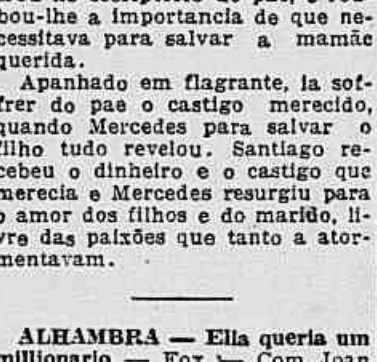 bou-lhe a importancia de que ne-
cessitava para salvar a mamãe
querida.
Apanhado em flagrante, ia sof-
frer do pae o castigo merecido,
quando Mercedes para salvar o
filho tudo revelou. Santiago re-
cebeu o dinheiro e o castigo que
merecia e Mercedes resurgiu para
o amor dos filhos e do marido, li-
vre das paixões que tanto a ator-
mentavam.
ALHAMBRA — Ella queria um
millionario — Fox — Com Joan